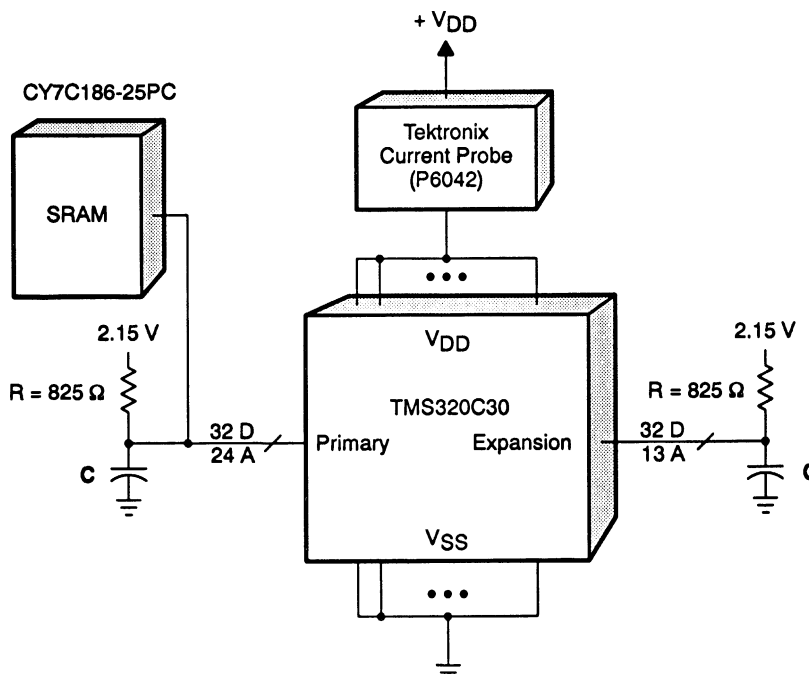 + VDD
CY7C186-25PC
Tektronix
Current Probe
(P6042)
SRAM
2.15 V
R = 825 Ω
C
32 D
24 A
VDD
TMS320C30
Primary
Expansion
VSS
2.15 V
R = 825 Ω
32 D
13 A